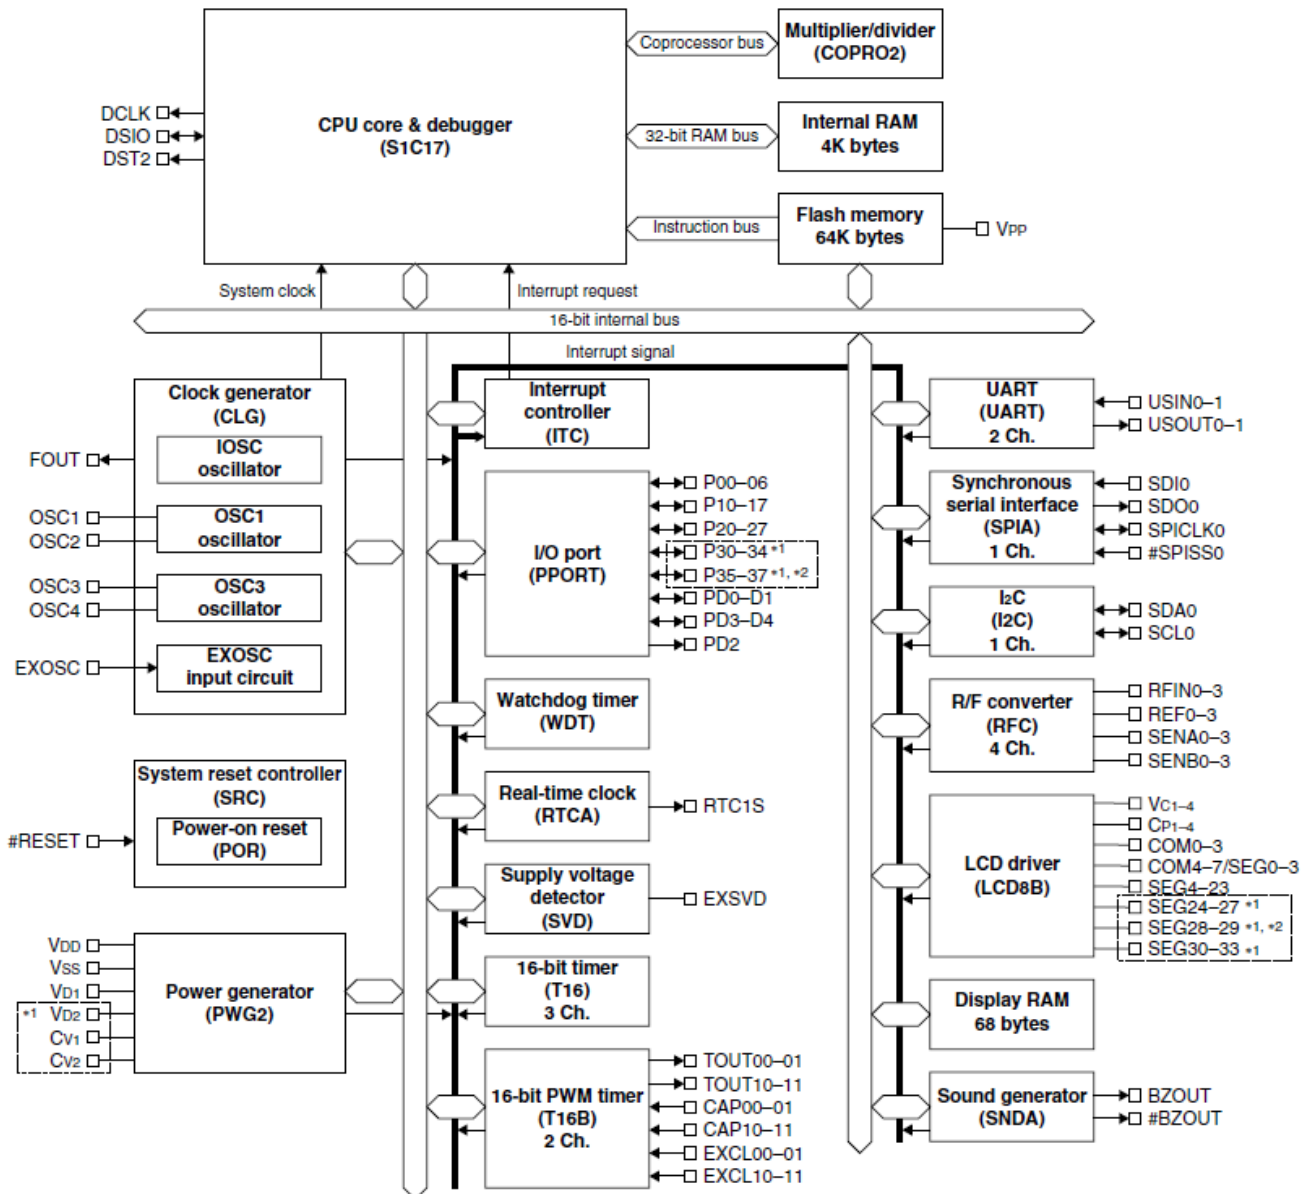 Coprocessor bus
Multiplier/divider
(COPRO2)
CPU core & debugger
(S1C17)
DCLK
DSIO
DST2
32-bit RAM bus
Internal RAM
4K bytes
Instruction bus
Flash memory
64K bytes
VPP
System clock
Interrupt request
16-bit internal bus
Interrupt signal
Clock generator
(CLG)
IOSC
oscillator
FOUT
OSC1
OSC2
OSC1
oscillator
OSC3
OSC4
OSC3
oscillator
EXOSC
EXOSC
input circuit
System reset controller
(SRC)
#RESET
Power-on reset
(POR)
VDD
VSS
VD1
*1 VD2
CV1
CV2
Power generator
(PWG2)
Interrupt
controller
(ITC)
I/O port
(PPORT)
P00–06
P10–17
P20–27
P30–34 *1
P35–37 *1, *2
PD0–D1
PD3–D4
PD2
Watchdog timer
(WDT)
Real-time clock
(RTCA)
RTC1S
Supply voltage
detector
(SVD)
EXSVD
16-bit timer
(T16)
3 Ch.
16-bit PWM timer
(T16B)
2 Ch.
TOUT00–01
TOUT10–11
CAP00–01
CAP10–11
EXCL00–01
EXCL10–11
UART
(UART)
2 Ch.
USIN0–1
USOUT0–1
Synchronous
serial interface
(SPIA)
1 Ch.
SDI0
SDO0
SPICLK0
#SPISS0
I2C
(I2C)
1 Ch.
SDA0
SCL0
R/F converter
(RFC)
4 Ch.
RFIN0–3
REF0–3
SENA0–3
SENB0–3
LCD driver
(LCD8B)
VC1–4
CP1–4
COM0–3
COM4–7/SEG0–3
SEG4–23
SEG24–27 *1
SEG28–29 *1, *2
SEG30–33 *1
Display RAM
68 bytes
Sound generator
(SNDA)
BZOUT
#BZOUT